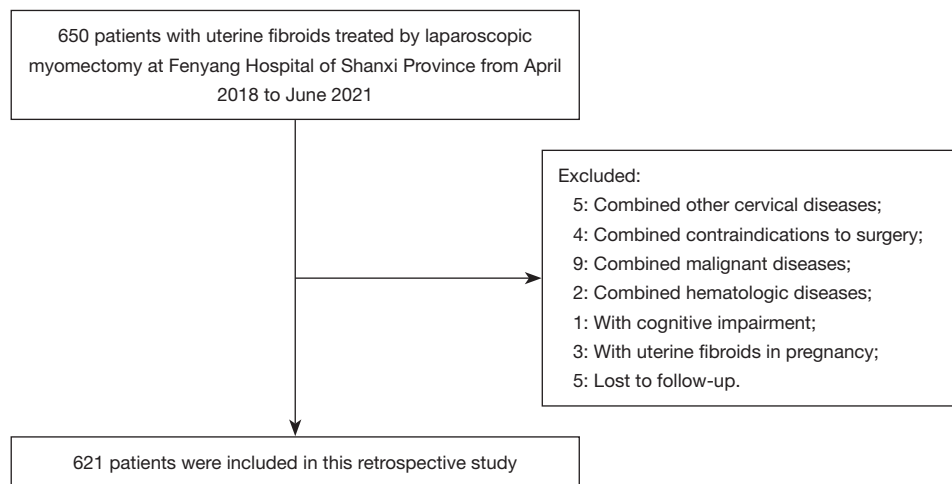 650 patients with uterine fibroids treated by laparoscopic
myomectomy at Fenyang Hospital of Shanxi Province from April
2018 to June 2021
Excluded:
5: Combined other cervical diseases;
4: Combined contraindications to surgery;
9: Combined malignant diseases;
2: Combined hematologic diseases;
1: With cognitive impairment;
3: With uterine fibroids in pregnancy;
5: Lost to follow-up.
621 patients were included in this retrospective study